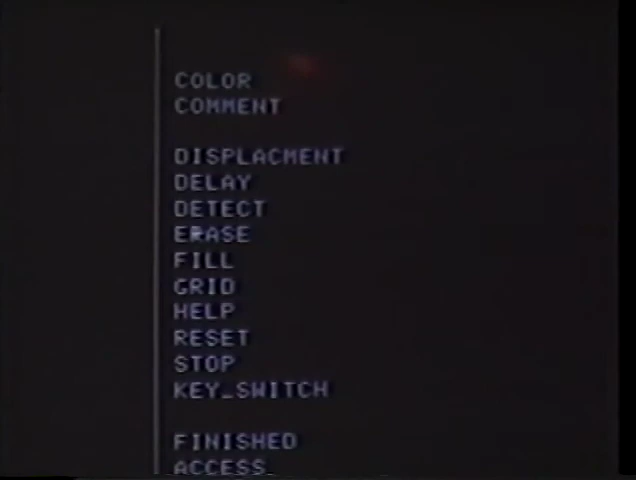 COLOR
COMMENT
DISPLACMENT
DELAY
DETECT
ERASE
FILL
GRID
HELP
RESET
STOP
KEY_SWITCH
FINISHED
ACCESS